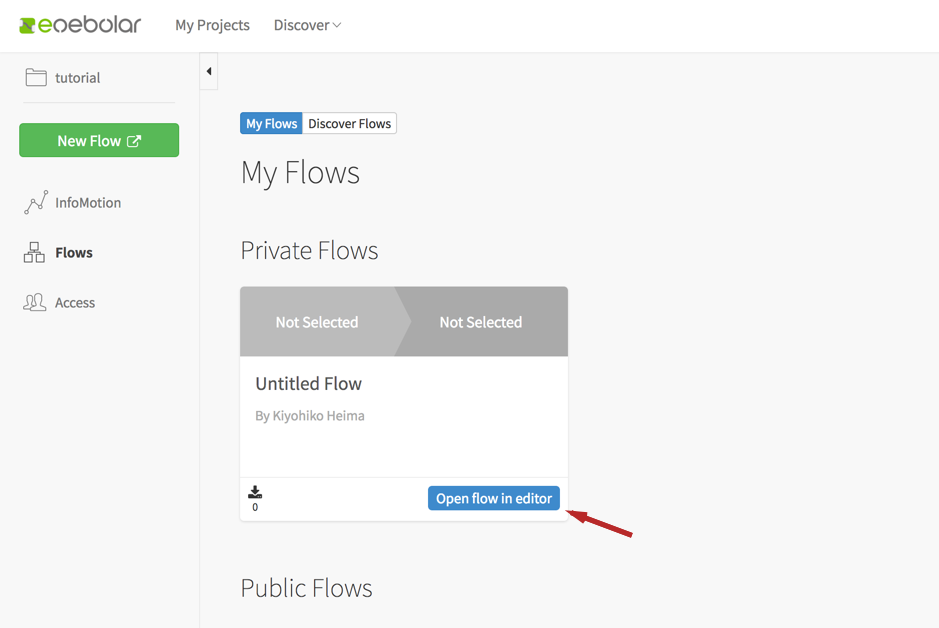 eoebolar
My Projects
Discover
tutorial
New Flow
InfoMotion
Flows
Access
My Flows
Discover Flows
My Flows
Private Flows
Not Selected
Not Selected
Untitled Flow
By Kiyohiko Heima
0
Open flow in editor
Public Flows